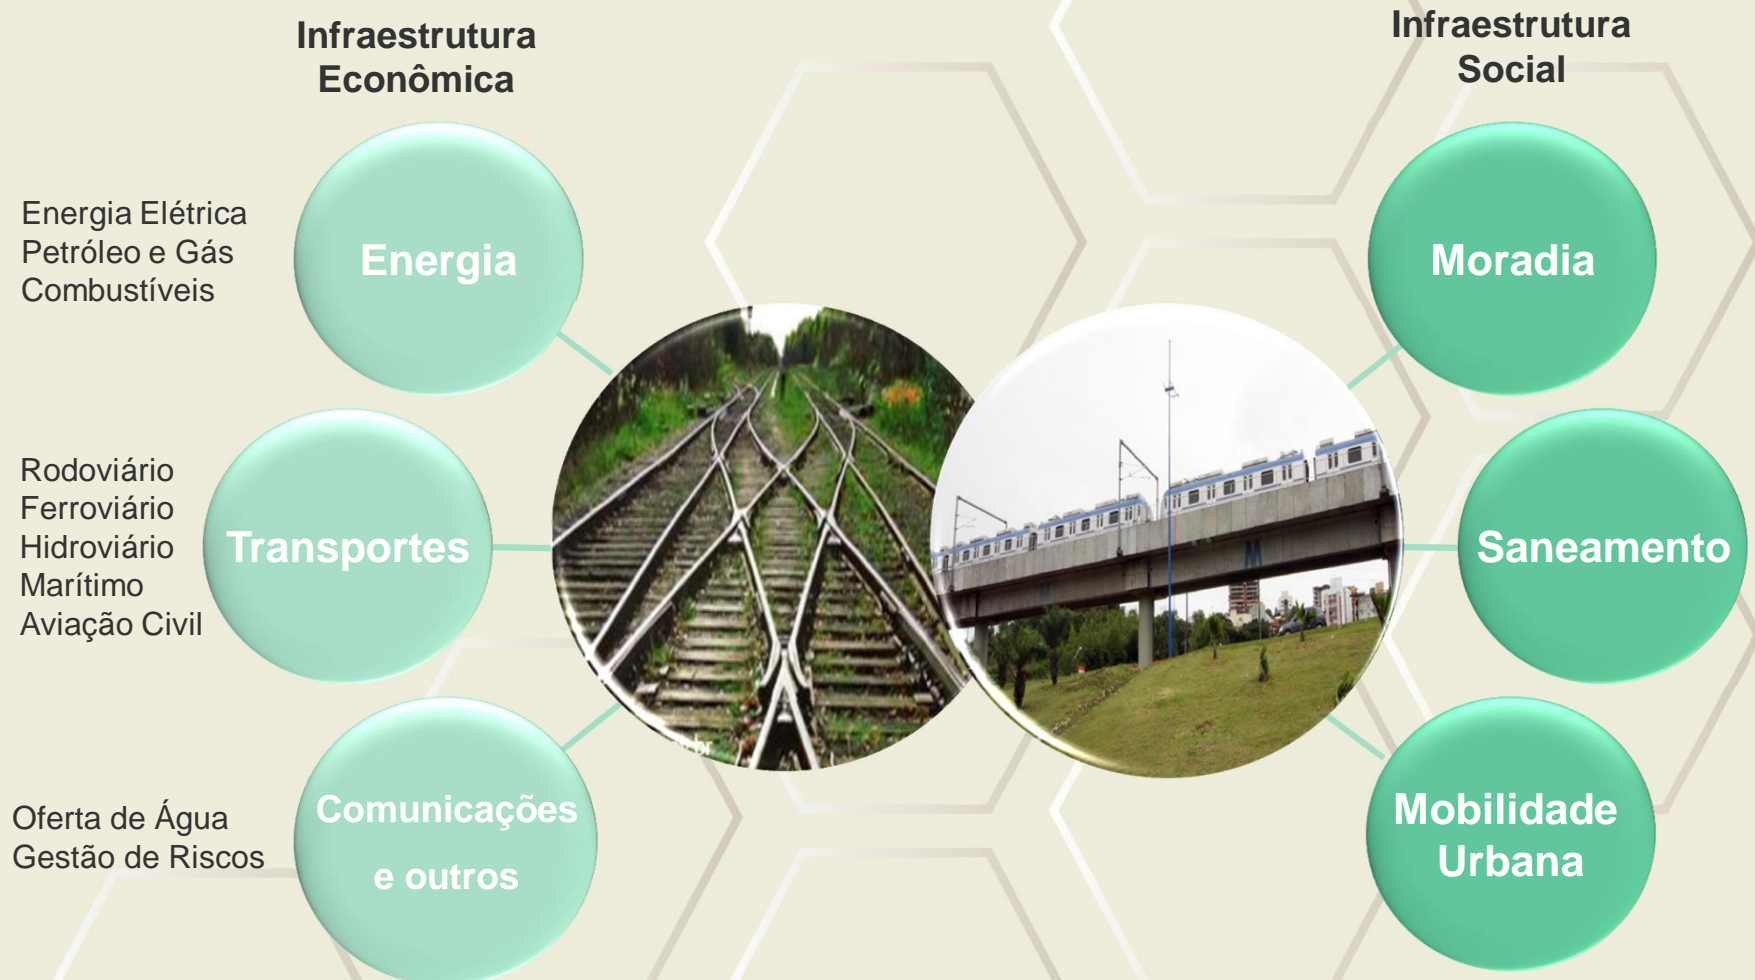 Infraestrutura
Econômica
Energia Elétrica
Petróleo e Gás
Combustíveis
Energia
Rodoviário
Ferroviário
Hidroviário
Marítimo
Aviação Civil
Transportes
Oferta de Água
Gestão de Riscos
Comunicações
e outros
Infraestrutura
Social
Moradia
Saneamento
Mobilidade
Urbana